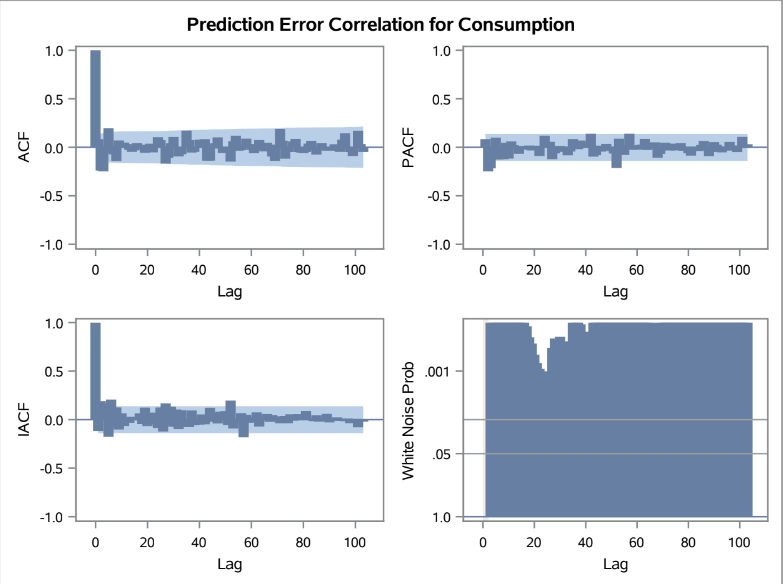 Prediction Error Correlation for Consumption
ACF
1.0
0.5
0.0
-0.5
-1.0
0 20 40 60 80 100
Lag
PACF
1.0
0.5
0.0
-0.5
-1.0
0 20 40 60 80 100
Lag
IACF
1.0
0.5
0.0
-0.5
-1.0
0 20 40 60 80 100
Lag
White Noise Prob
.001
.05
1.0
0 20 40 60 80 100
Lag